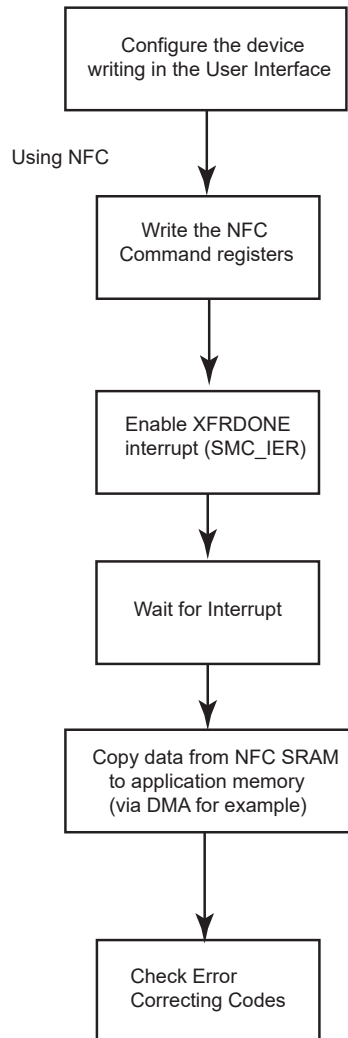 Configure the device
writing in the User Interface
Using NFC
Write the NFC
Command registers
Enable XFRDONE
interrupt (SMC_IER)
Wait for Interrupt
Copy data from NFC SRAM
to application memory
(via DMA for example)
Check Error
Correcting Codes